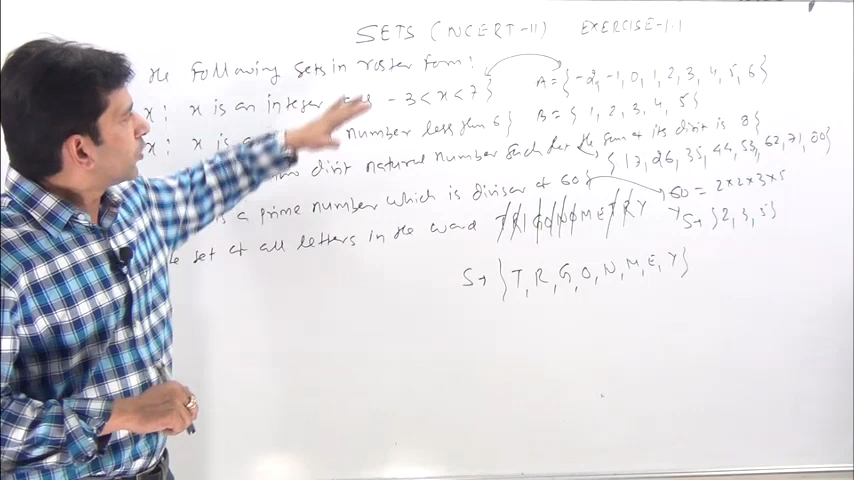 SETS (NCERT-11) EXERCISE-1.1
he following sets in roster form:
x: x is an integer and -3 < x < 7} A = {-2, -1, 0, 1, 2, 3, 4, 5, 6}
x: x is a number less than 6} B = {1, 2, 3, 4, 5}
two digit natural number such that the sum of its digit is 8}
{17, 26, 35, 44, 53, 62, 71, 80}
is a prime number which is divisor of 60} 60 = 2×2×3×5
set of all letters in the word TRIGONOMETRY S→ {2, 3, 5}
S→ {T, R, G, O, N, M, E, Y}